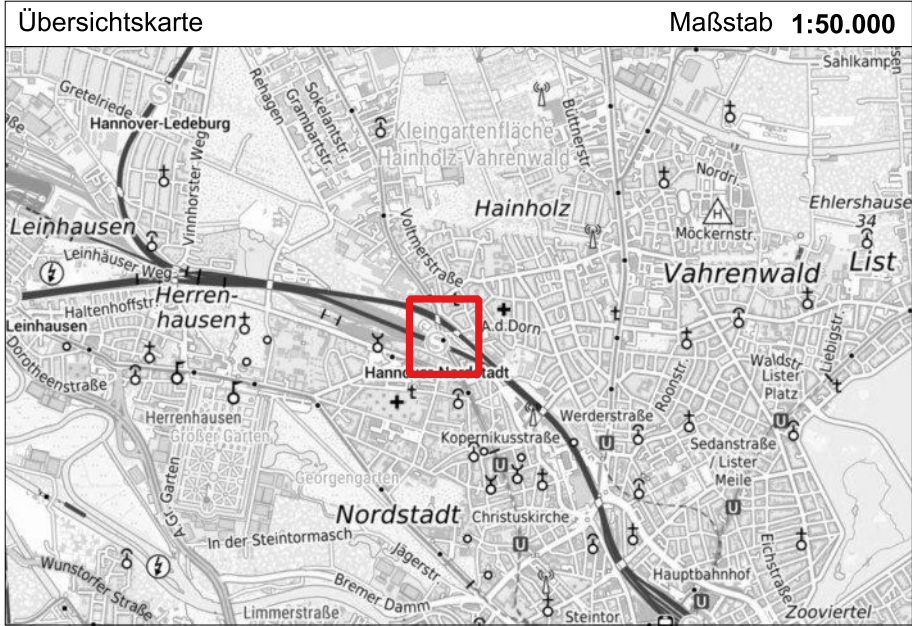 Übersichtskarte
Maßstab 1:50.000
Sahlkamp
Gretelriede
Rehagen
Sokelantstr.
Grambartstr.
Büttnerstr.
Hannover-Ledeburg
Kleingartenfläche
Hainholz-Vahrenwald
Vinnhorster Weg
Nordri
Ehlershause
34
Leinhausen
Voltmerstraße
Hainholz
H
Möckernstr.
Leinhäuser Weg
Vahrenwald
List
Herren-
hausen
Haltenhoffstr.
t
A.d.Dorn
Leinhausen
Liebigstr.
Dorotheenstraße
Hannover-Nordstadt
Roonstr.
Waldstr
Lister
Platz
t
t
Herrenhausen
Großer Garten
Werderstraße
Kopernikusstraße
U
U
U
Sedanstraße
/ Lister
Meile
A.Gr. Garten
Georgengarten
Nordstadt
Christuskirche
U
In der Steintormasch
U
Jägerstr.
Eichstraße
Wunstorfer Straße
Bremer Damm
Hauptbahnhof
U
Limmerstraße
Steintor
Zooviertel